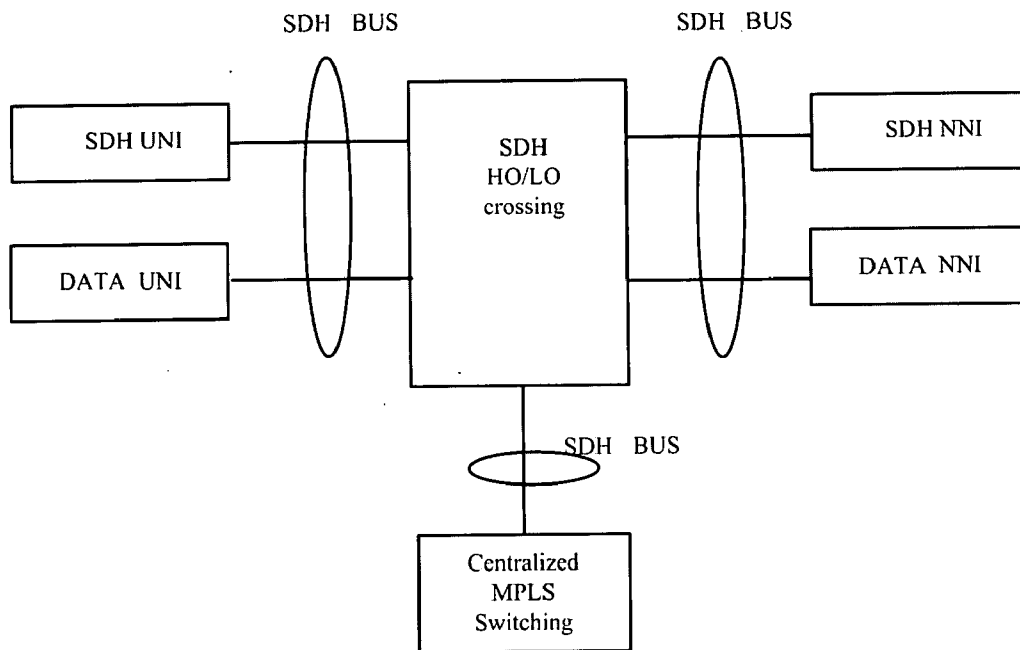 SDH BUS
SDH BUS
SDH UNI
SDH
HO/LO
crossing
SDH NNI
DATA UNI
DATA NNI
SDH BUS
Centralized
MPLS
Switching